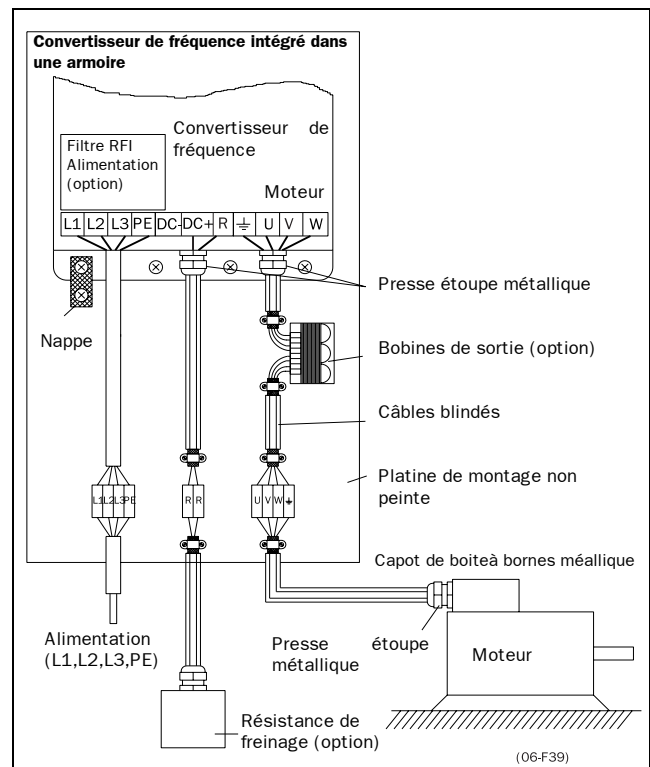 Convertisseur de fréquence intégré dans
une armoire
Convertisseur de
fréquence
Filtre RFI
Alimentation
(option)
Moteur
L1 L2 L3 PE DC- DC+ R ⏚ U V W
Presse étoupe métallique
Nappe
Bobines de sortie (option)
Câbles blindés
Platine de montage non
peinte
L1 L2 L3 PE
R R
U V W ⏚
Capot de boiteà bornes méallique
Alimentation
(L1,L2,L3,PE)
Presse étoupe
métallique
Moteur
Résistance de
freinage (option)
(06-F39)